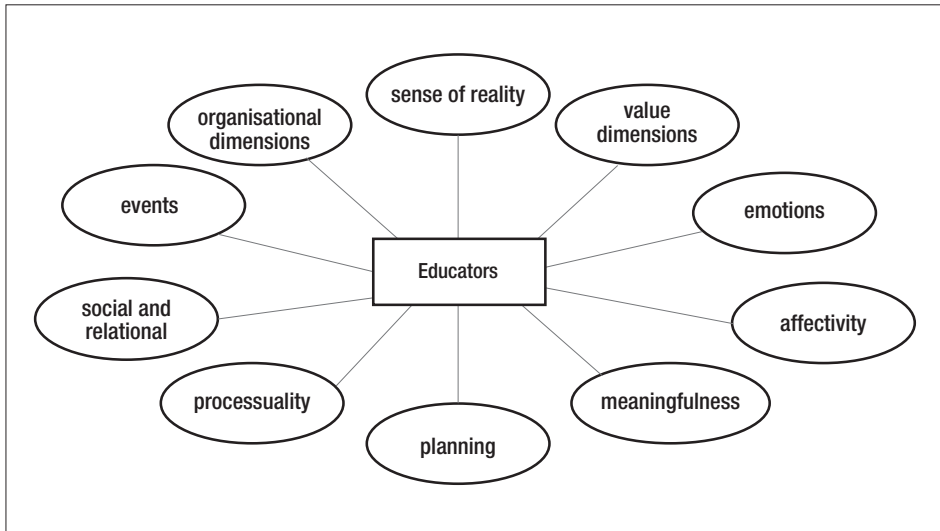 sense of reality
organisational
dimensions
value
dimensions
events
emotions
Educators
social and
relational
affectivity
processuality
meaningfulness
planning